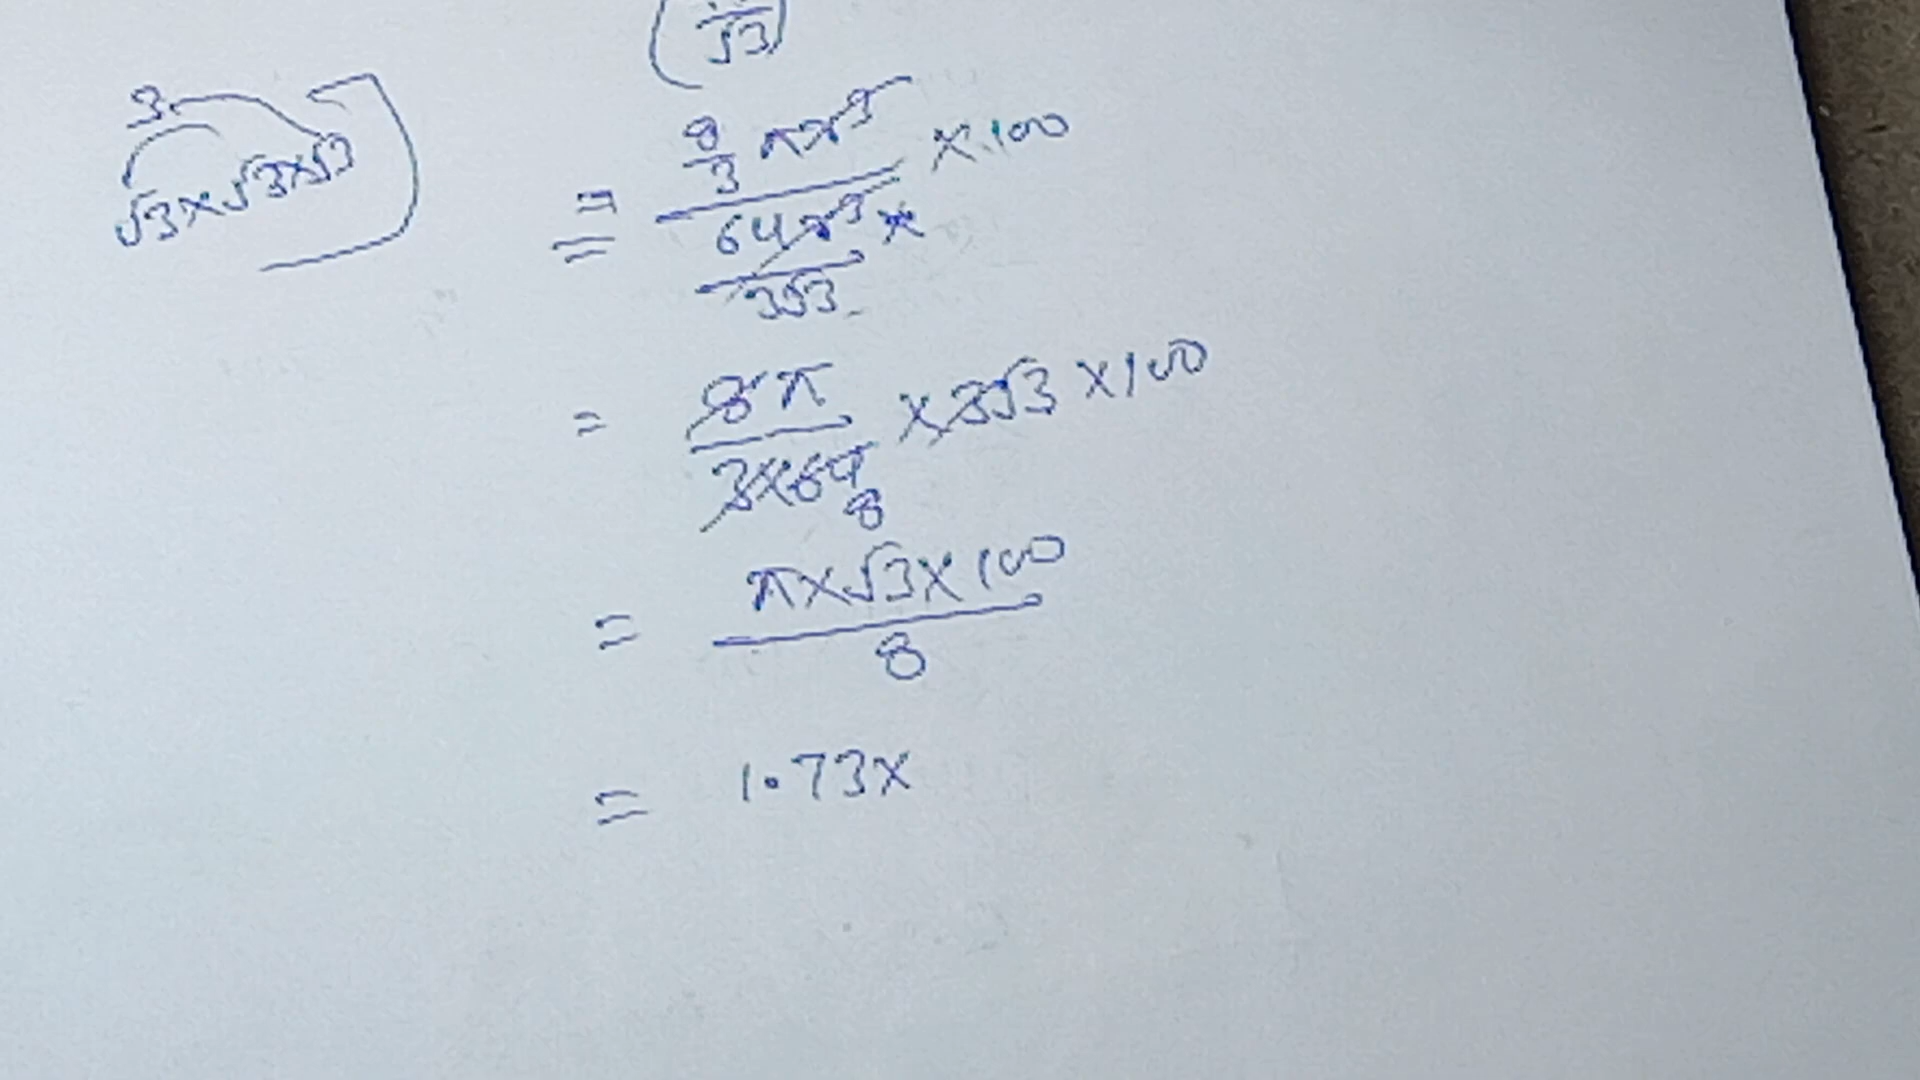 (√3)
3
√3×√3×√3
= 8/3 πr³ / (64r³ / 3√3) × 100
= 8π / (3×64) × 3√3 × 100
8
= π×√3×100 / 8
= 1.73×